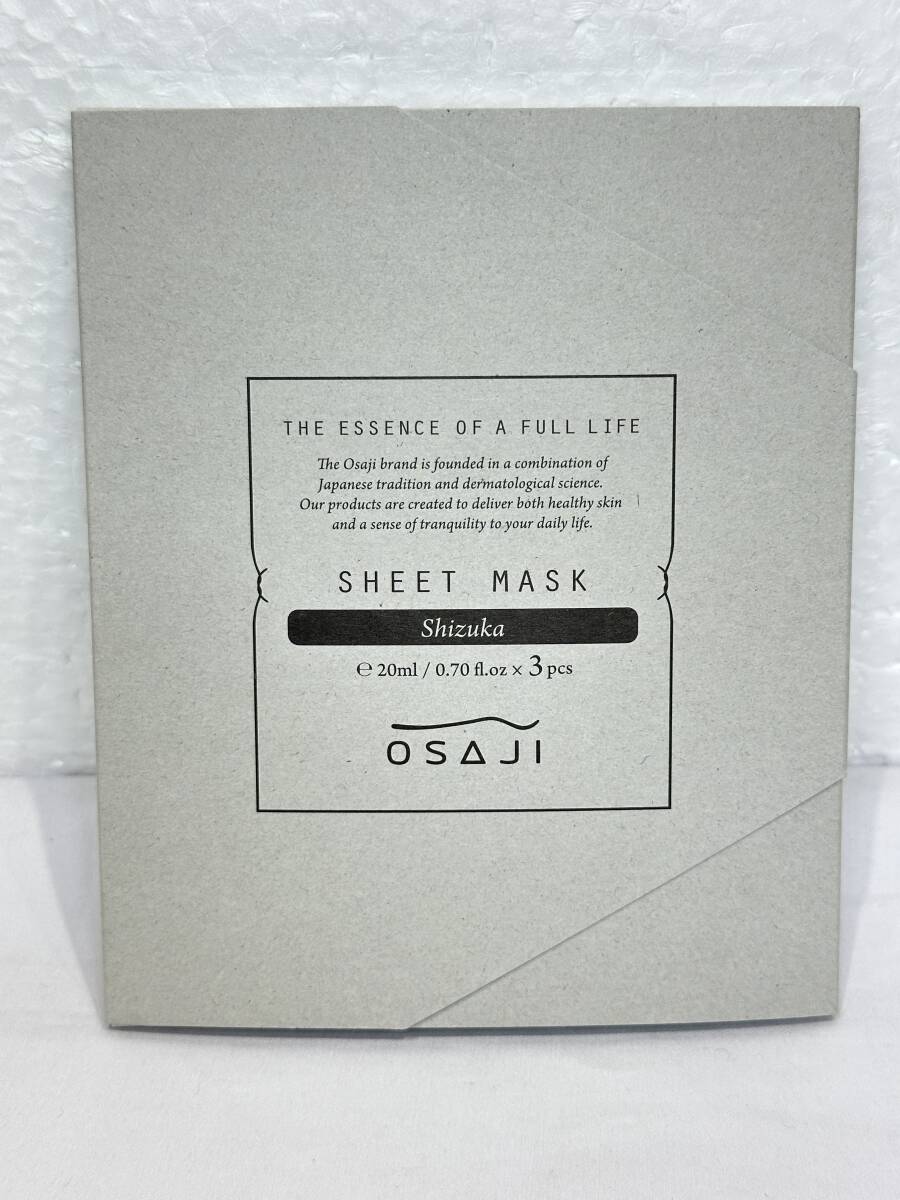 THE ESSENCE OF A FULL LIFE
The Osaji brand is founded in a combination of
Japanese tradition and dermatological science.
Our products are created to deliver both healthy skin
and a sense of tranquility to your daily life.
SHEET MASK
Shizuka
℮ 20ml / 0.70 fl.oz × 3 pcs
OSAJI